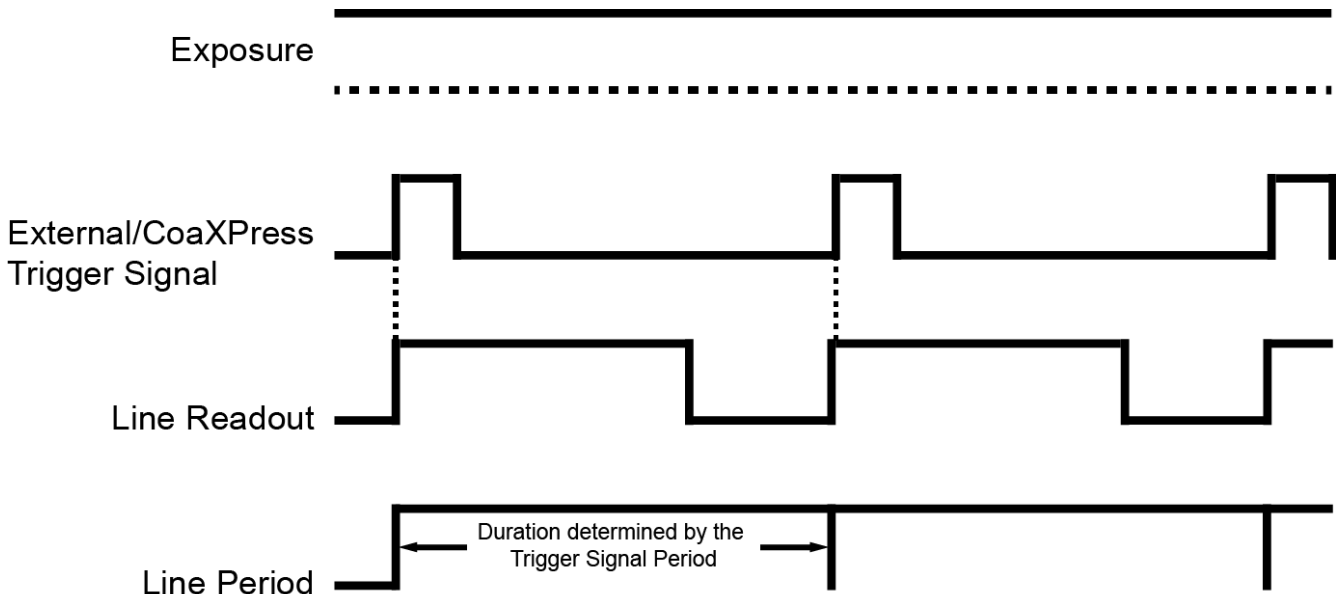 Exposure
External/CoaXPress
Trigger Signal
Line Readout
Duration determined by the
Trigger Signal Period
Line Period